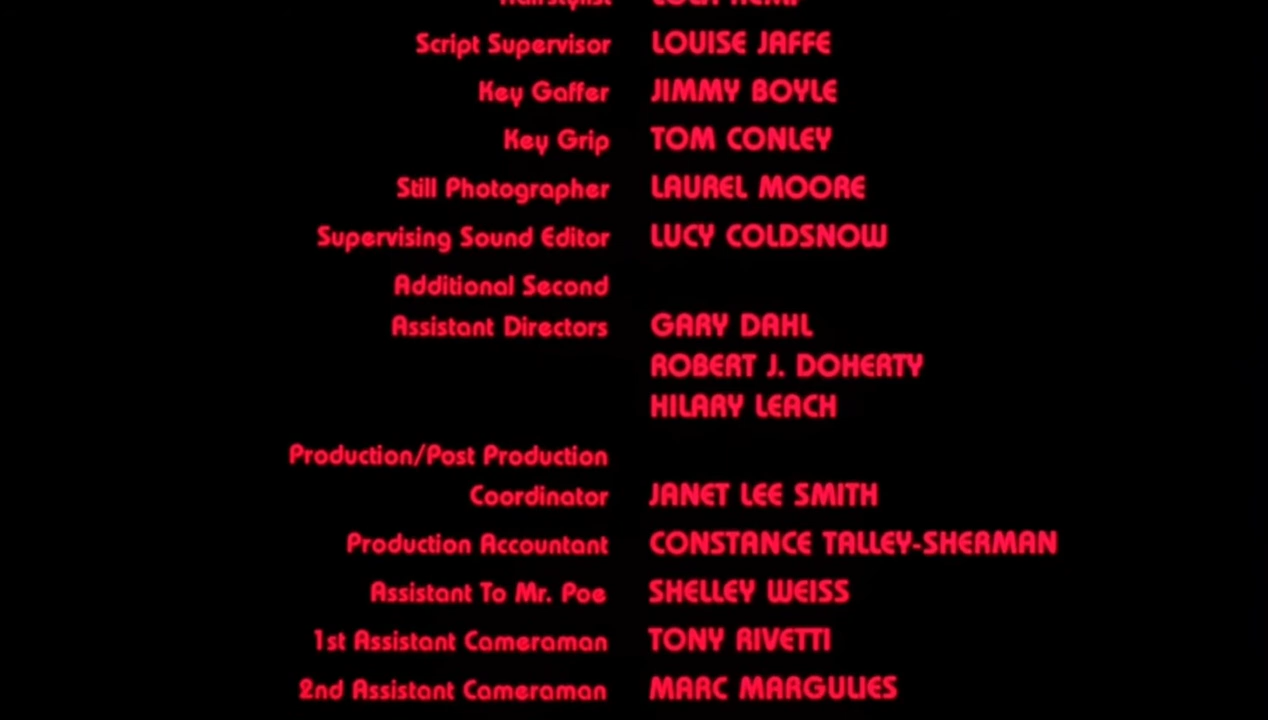 Hairstylist
Script Supervisor LOUISE JAFFE
Key Gaffer JIMMY BOYLE
Key Grip TOM CONLEY
Still Photographer LAUREL MOORE
Supervising Sound Editor LUCY COLDSNOW
Additional Second
Assistant Directors GARY DAHL
ROBERT J. DOHERTY
HILARY LEACH
Production/Post Production
Coordinator JANET LEE SMITH
Production Accountant CONSTANCE TALLEY-SHERMAN
Assistant To Mr. Poe SHELLEY WEISS
1st Assistant Cameraman TONY RIVETTI
2nd Assistant Cameraman MARC MARGULIES